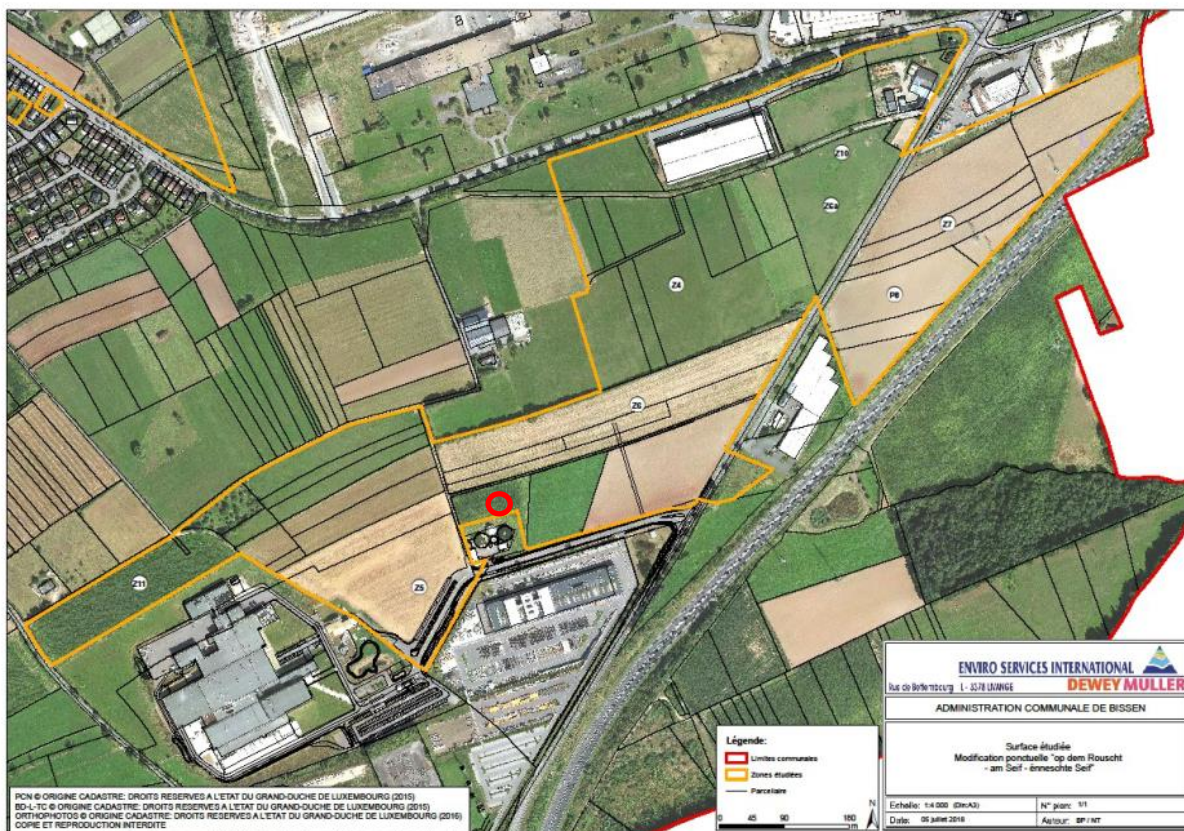 Z10
Z6a
Z7
Z4
P8
Z6
Z11
Z5
ENVIRO SERVICES INTERNATIONAL
Rue de Bettembourg L - 3378 LIVANGE
DEWEY MULLER
ADMINISTRATION COMMUNALE DE BISSEN
Surface étudiée
Modification ponctuelle "op dem Rouscht
- am Seif - ënneschte Seif"
Echelle: 1:4 000 (Din:A3)
N° plan: 1/1
Date: 05 juillet 2018
Auteur: BP / NT
Légende:
Limites communales
Zones étudiées
Parcellaire
N
0 45 90 180
m
PCN © ORIGINE CADASTRE: DROITS RESERVES A L'ETAT DU GRAND-DUCHE DE LUXEMBOURG (2015)
BD-L-TC © ORIGINE CADASTRE: DROITS RESERVES A L'ETAT DU GRAND-DUCHE DE LUXEMBOURG (2015)
ORTHOPHOTOS © ORIGINE CADASTRE: DROITS RESERVES A L'ETAT DU GRAND-DUCHE DE LUXEMBOURG (2016)
COPIE ET REPRODUCTION INTERDITE